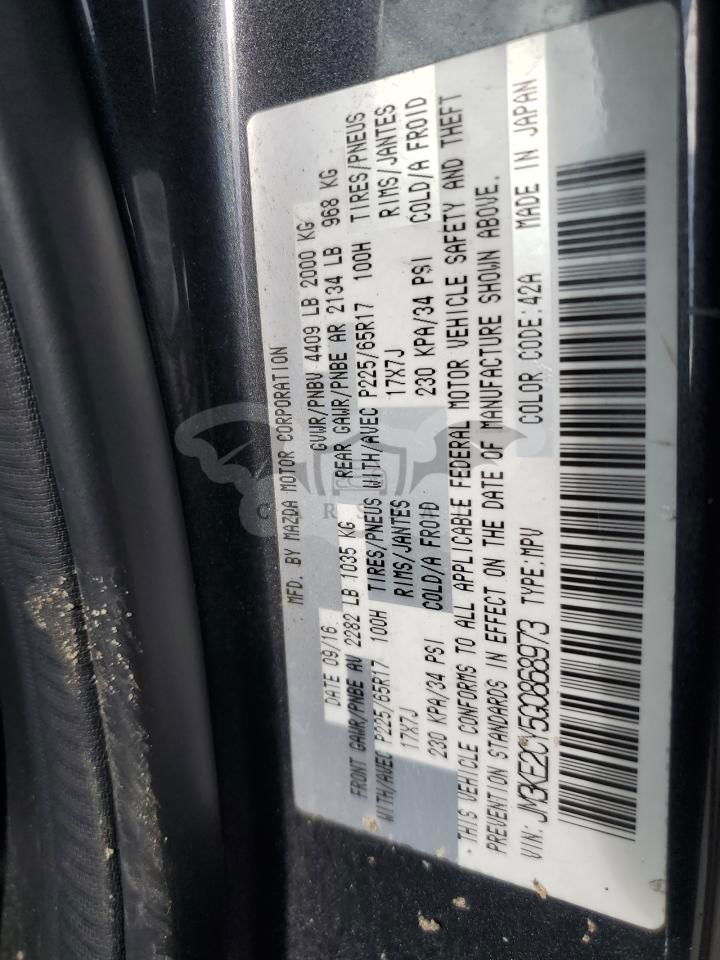 MFD. BY MAZDA MOTOR CORPORATION
DATE 09/16 GVWR/PNBV 4409 LB 2000 KG
FRONT GAWR/PNBE AV 2282 LB 1035 KG REAR GAWR/PNBE AR 2134 LB 968 KG
WITH/AVEC P225/65R17 100H TIRES/PNEUS WITH/AVEC P225/65R17 100H TIRES/PNEUS
17X7J RIMS/JANTES 17X7J RIMS/JANTES
230 KPA/34 PSI COLD/A FROID 230 KPA/34 PSI COLD/A FROID
THIS VEHICLE CONFORMS TO ALL APPLICABLE FEDERAL MOTOR VEHICLE SAFETY AND THEFT
PREVENTION STANDARDS IN EFFECT ON THE DATE OF MANUFACTURE SHOWN ABOVE.
VIN: JM3KE2CY5G0868973 TYPE:MPV COLOR CODE:42A MADE IN JAPAN